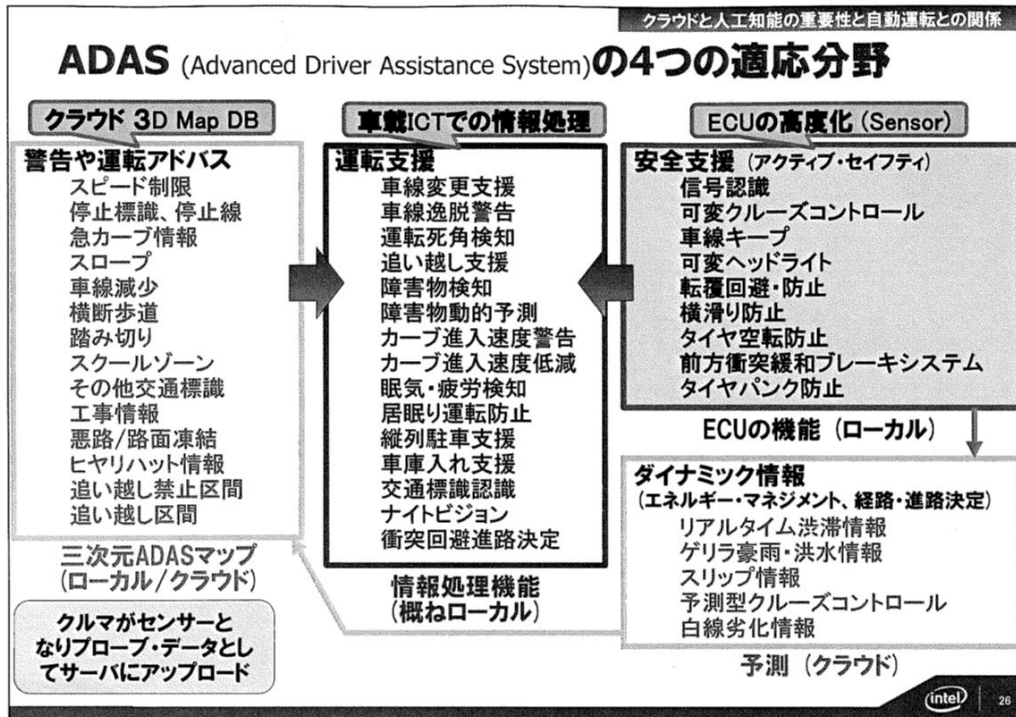 クラウドと人工知能の重要性と自動運転との関係
ADAS (Advanced Driver Assistance System)の4つの適応分野
クラウド 3D Map DB
警告や運転アドバス
スピード制限
停止標識、停止線
急カーブ情報
スロープ
車線減少
横断歩道
踏み切り
スクールゾーン
その他交通標識
工事情報
悪路/路面凍結
ヒヤリハット情報
追い越し禁止区間
追い越し区間
三次元ADASマップ
(ローカル/クラウド)
クルマがセンサーと
なりプローブ・データとし
てサーバにアップロード
車載ICTでの情報処理
運転支援
車線変更支援
車線逸脱警告
運転死角検知
追い越し支援
障害物検知
障害物動的予測
カーブ進入速度警告
カーブ進入速度低減
眠気・疲労検知
居眠り運転防止
縦列駐車支援
車庫入れ支援
交通標識認識
ナイトビジョン
衝突回避進路決定
情報処理機能
(概ねローカル)
ECUの高度化 (Sensor)
安全支援 (アクティブ・セイフティ)
信号認識
可変クルーズコントロール
車線キープ
可変ヘッドライト
転覆回避・防止
横滑り防止
タイヤ空転防止
前方衝突緩和ブレーキシステム
タイヤパンク防止
ECUの機能 (ローカル)
ダイナミック情報
(エネルギー・マネジメント、経路・進路決定)
リアルタイム渋滞情報
ゲリラ豪雨・洪水情報
スリップ情報
予測型クルーズコントロール
白線劣化情報
予測 (クラウド)
intel
26